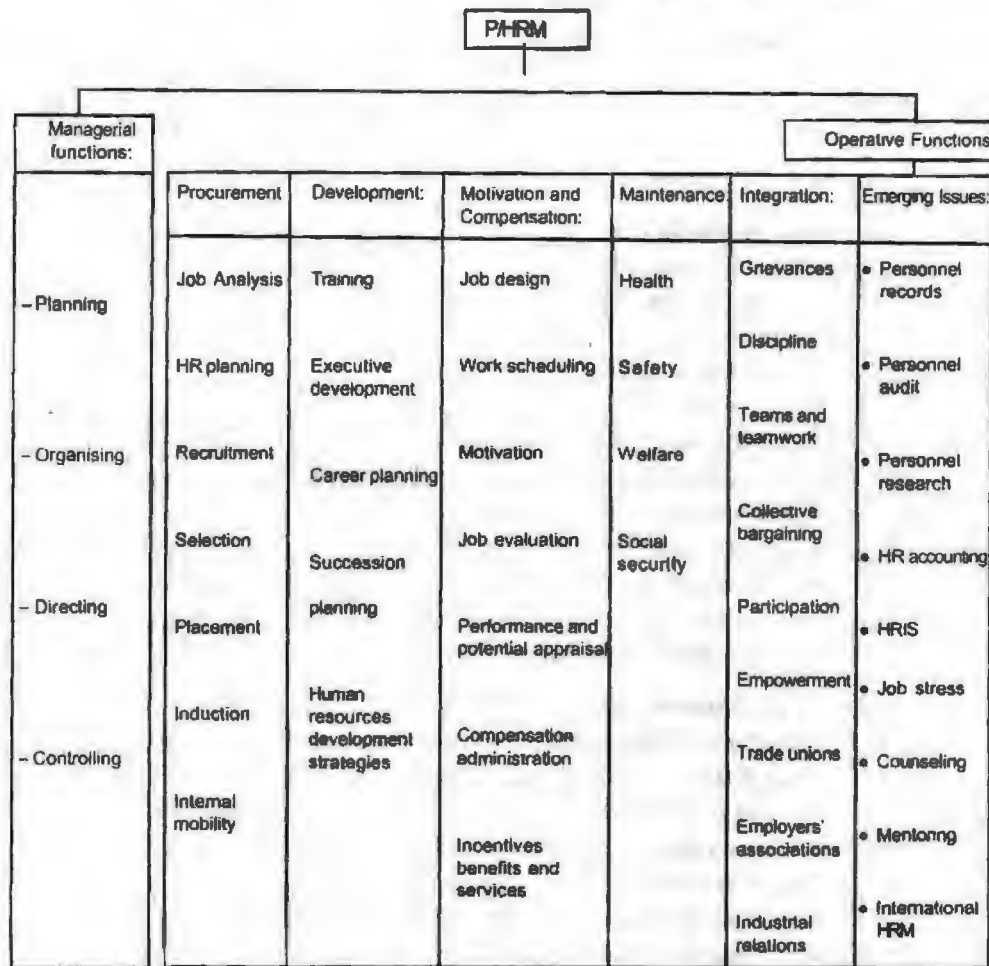 P/HRM
Managerial
functions:
– Planning
– Organising
– Directing
– Controlling
Operative Functions
Procurement
Job Analysis
HR planning
Recruitment
Selection
Placement
Induction
Internal
mobility
Development:
Training
Executive
development
Career planning
Succession
planning
Human
resources
development
strategies
Motivation and
Compensation:
Job design
Work scheduling
Motivation
Job evaluation
Performance and
potential appraisal
Compensation
administration
Incentives
benefits and
services
Maintenance:
Health
Safety
Welfare
Social
security
Integration:
Grievances
Discipline
Teams and
teamwork
Collective
bargaining
Participation
Empowerment
Trade unions
Employers'
associations
Industrial
relations
Emerging Issues:
• Personnel
records
• Personnel
audit
• Personnel
research
• HR accounting
• HRIS
• Job stress
• Counseling
• Mentoring
• International
HRM